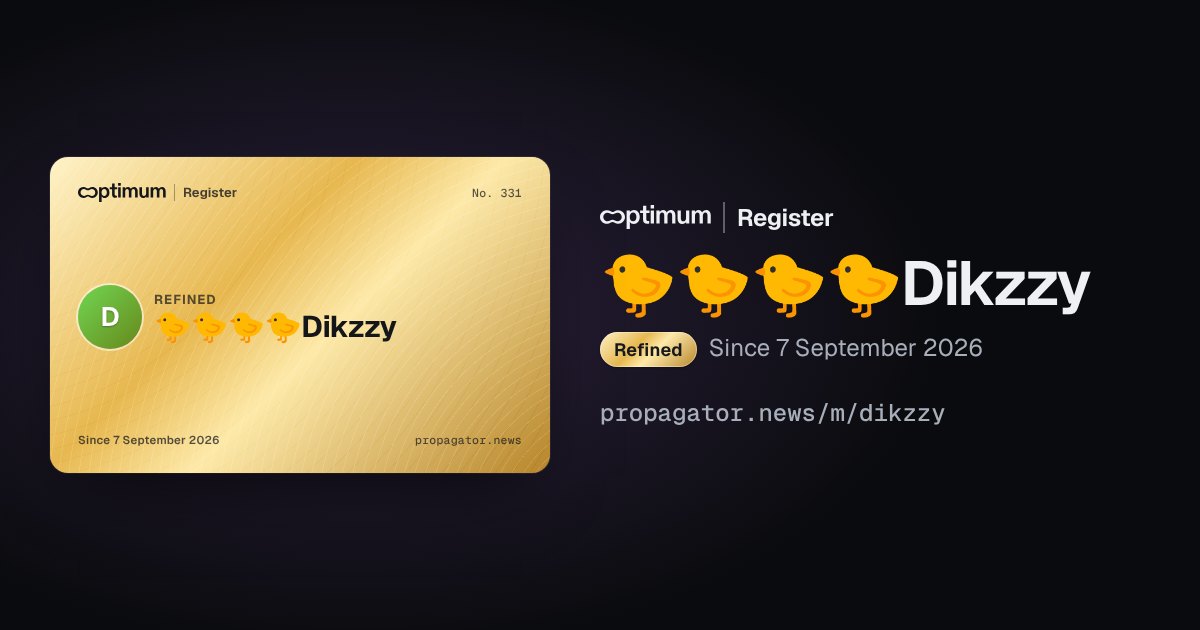 optimum | Register
No. 331
D
REFINED
🐤🐤🐤🐤Dikzzy
Since 7 September 2026
propagator.news
optimum | Register
🐤🐤🐤🐤Dikzzy
Refined Since 7 September 2026
propagator.news/m/dikzzy